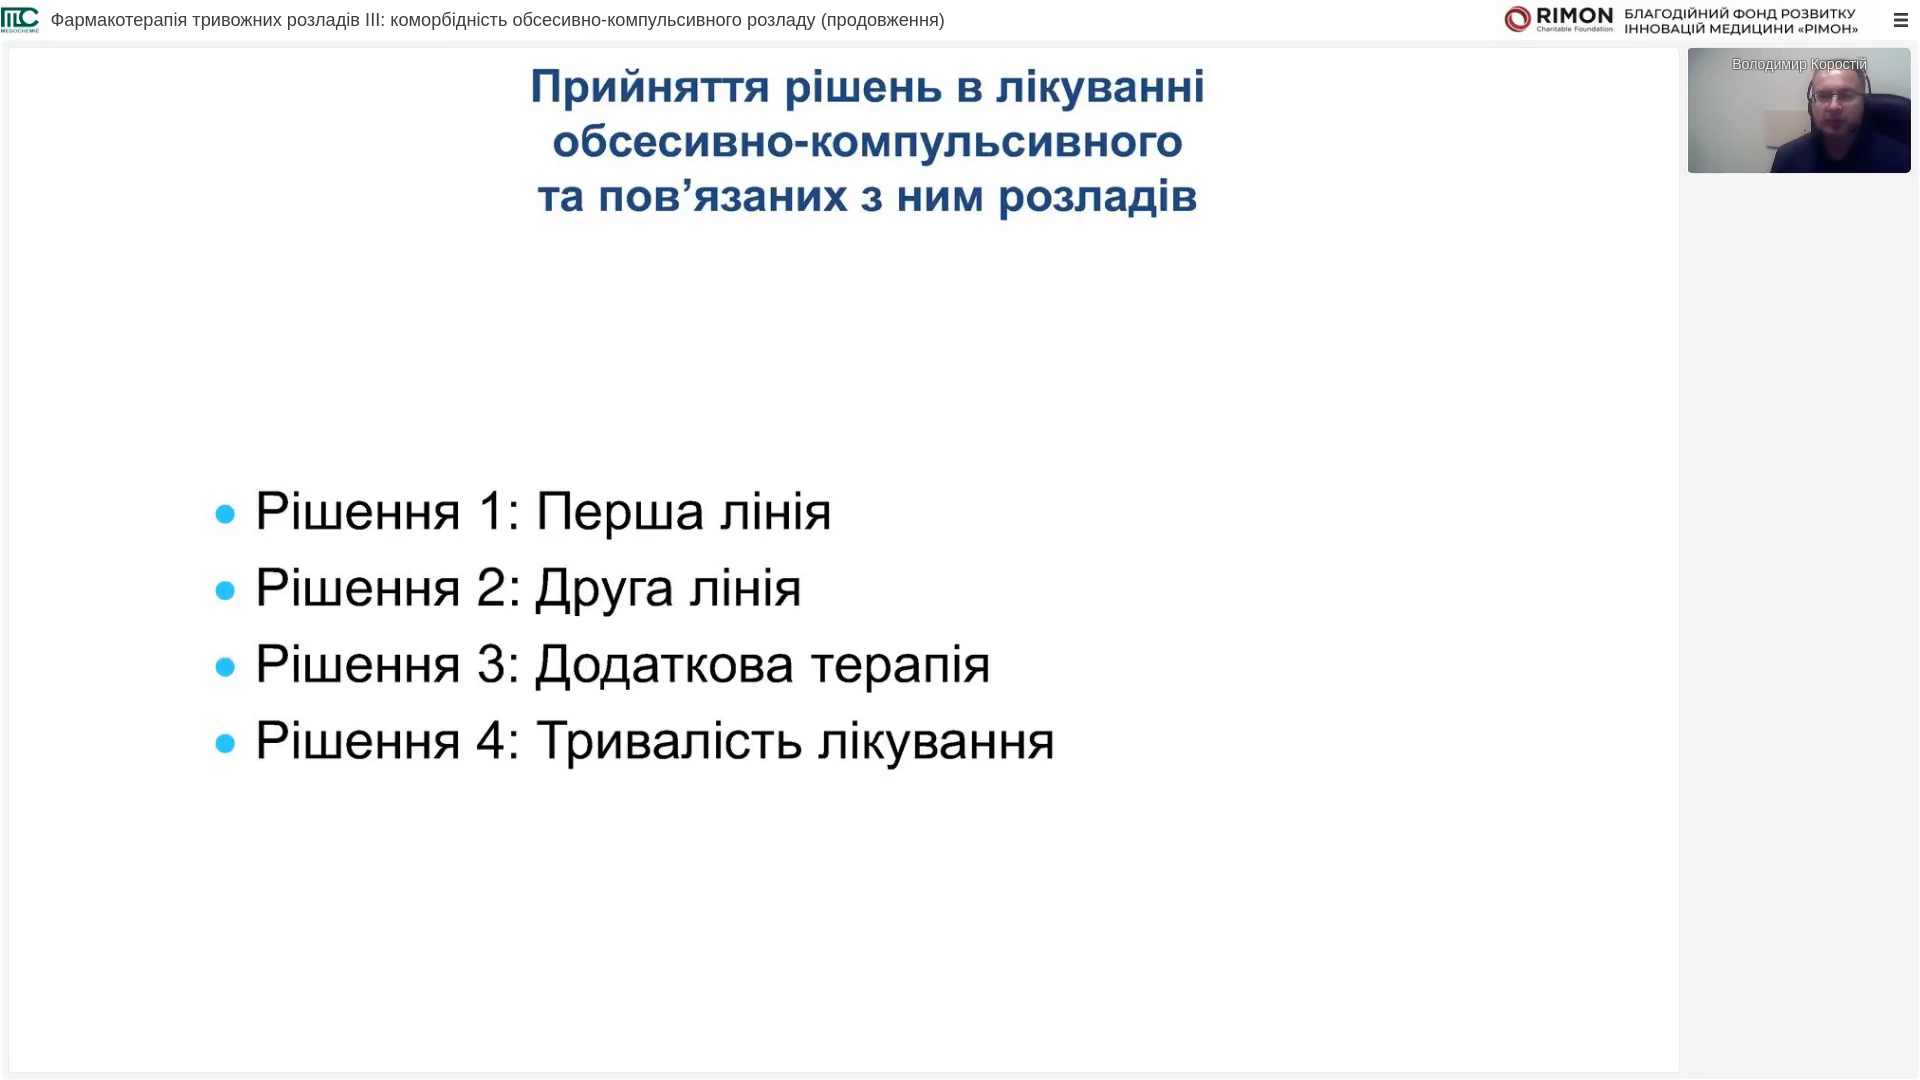 MEDOCHEMIE
Фармакотерапія тривожних розладів III: коморбідність обсесивно-компульсивного розладу (продовження)
RIMON
Charitable Foundation
БЛАГОДІЙНИЙ ФОНД РОЗВИТКУ
ІННОВАЦІЙ МЕДИЦИНИ «РІМОН»
Володимир Коростій
Прийняття рішень в лікуванні
обсесивно-компульсивного
та пов’язаних з ним розладів
• Рішення 1: Перша лінія
• Рішення 2: Друга лінія
• Рішення 3: Додаткова терапія
• Рішення 4: Тривалість лікування